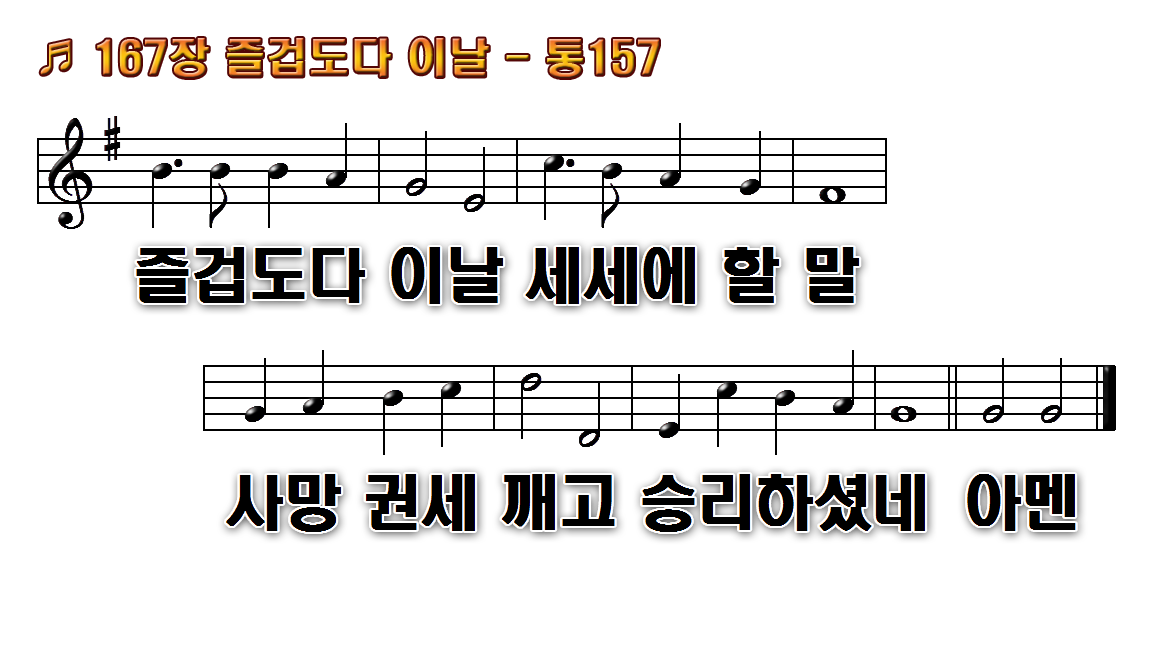 167장 즐겁도다 이날 - 통157
즐겁도다 이날 세세에 할 말
사망 권세 깨고 승리하셨네 아멘